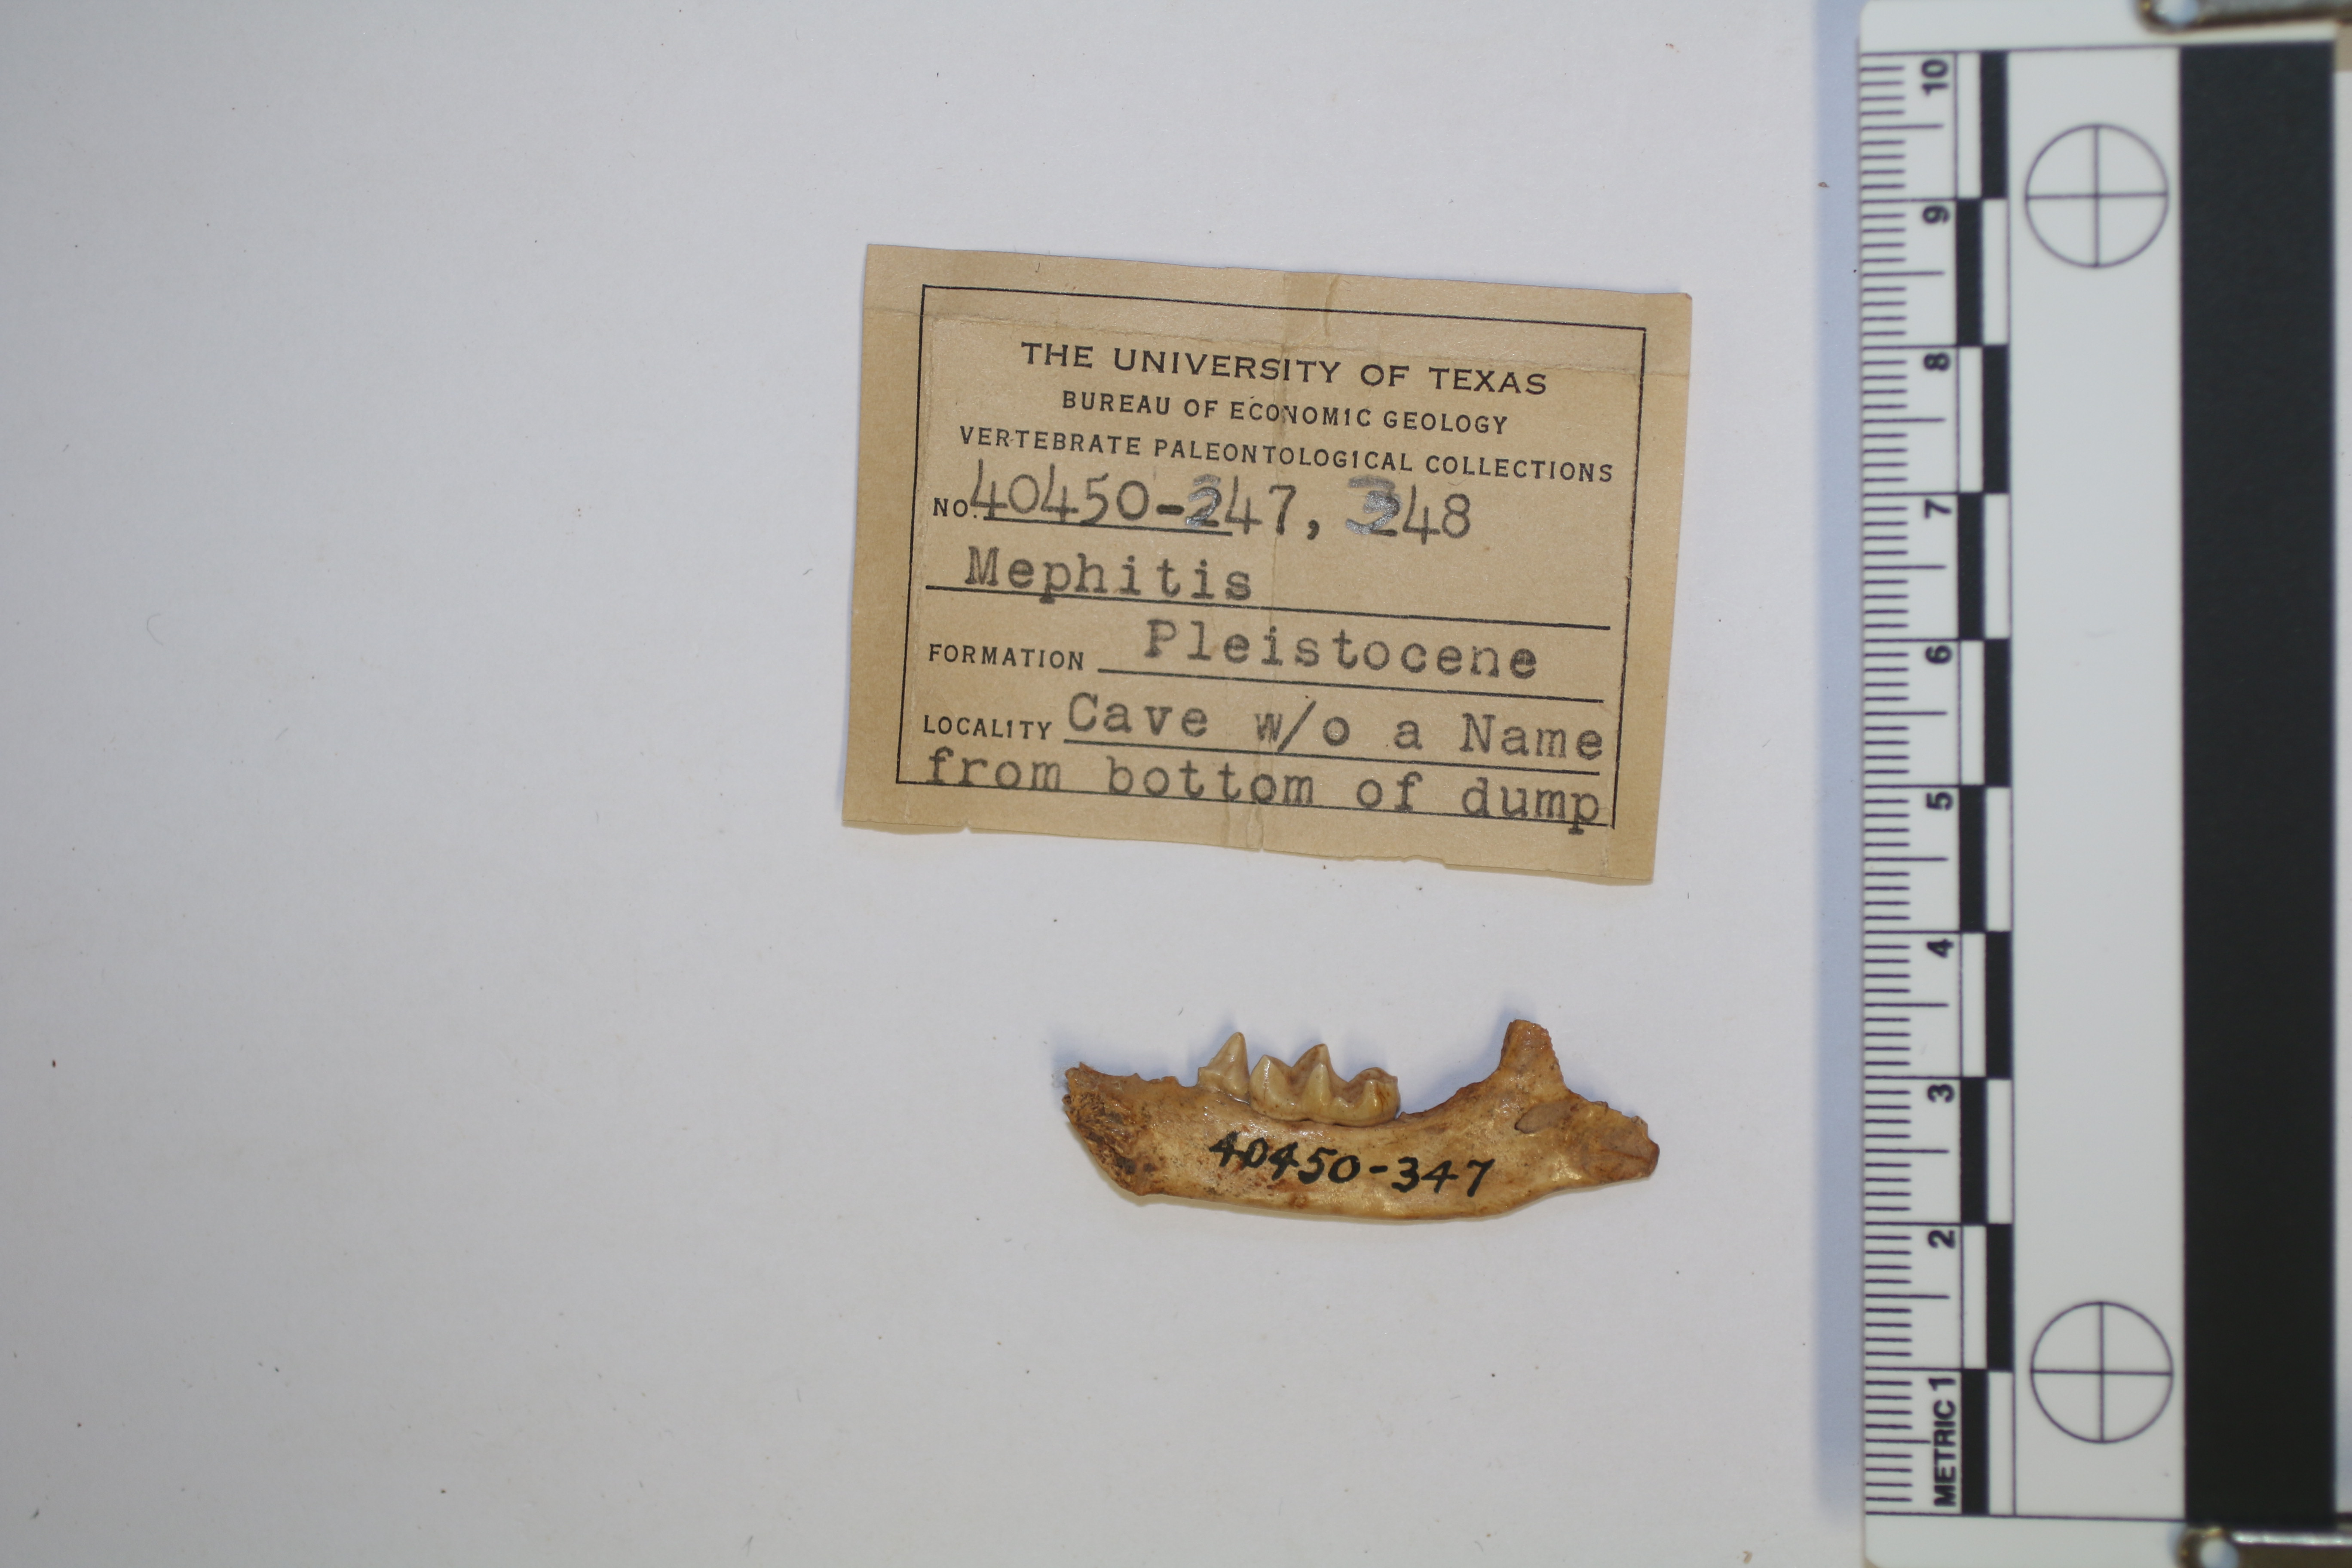 THE UNIVERSITY OF TEXAS
BUREAU OF ECONOMIC GEOLOGY
VERTEBRATE PALEONTOLOGICAL COLLECTIONS
NO. 40450-347, 348
Mephitis
FORMATION Pleistocene
LOCALITY Cave w/o a Name
from bottom of dump
40450-347
METRIC 1 2 3 4 5 6 7 8 9 10